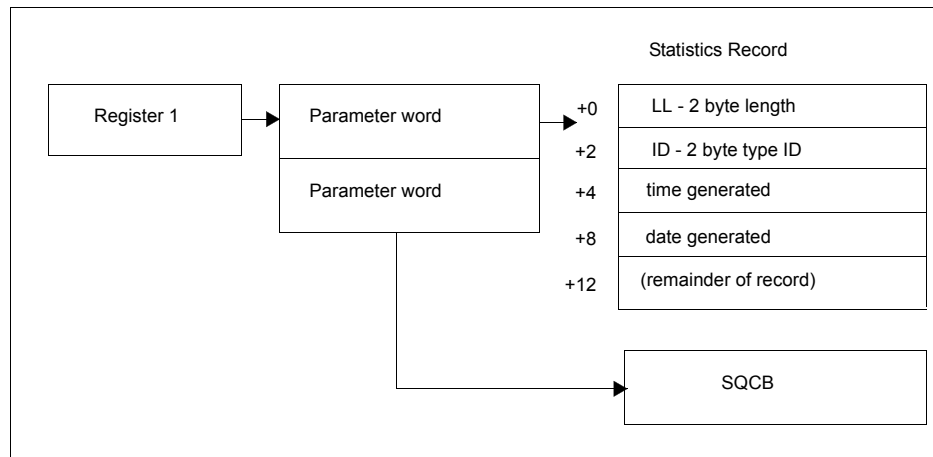 Statistics Record
Register 1
Parameter word
Parameter word
+0
LL - 2 byte length
+2
ID - 2 byte type ID
+4
time generated
+8
date generated
+12
(remainder of record)
SQCB